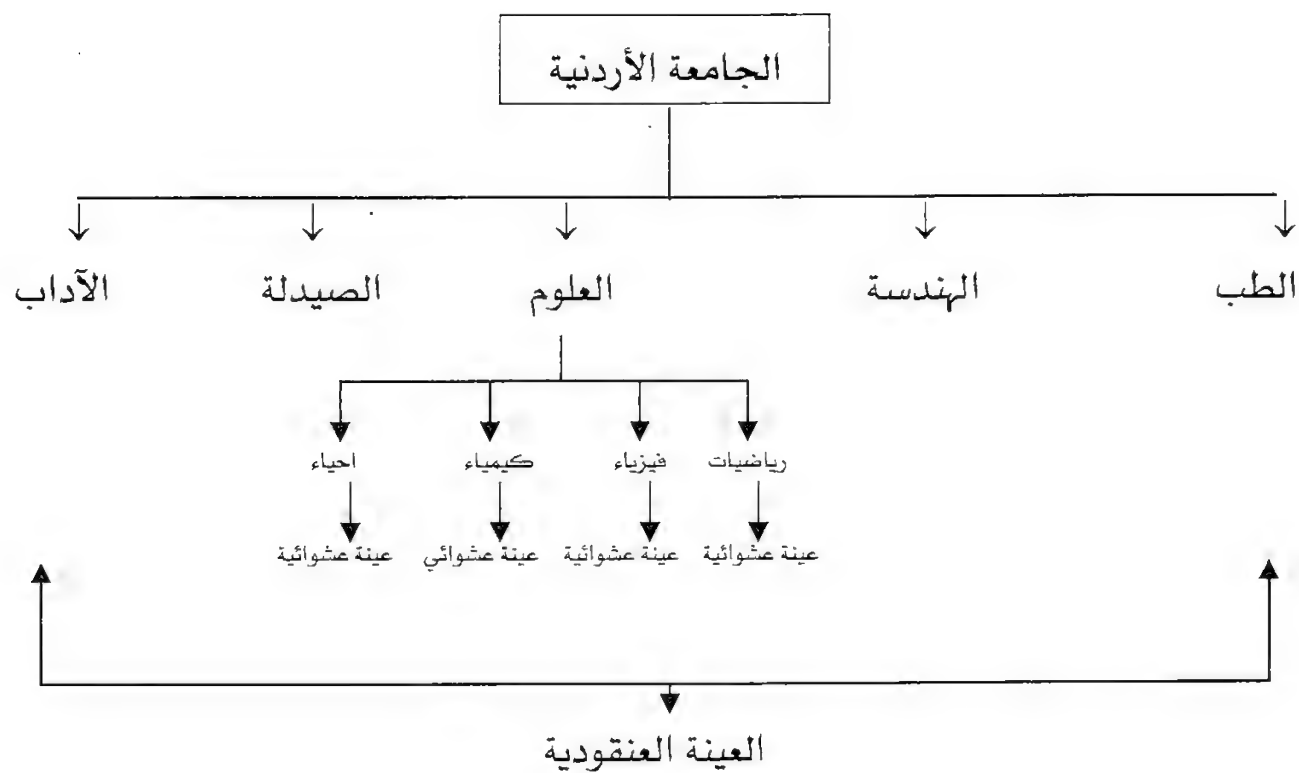 الجامعة الأردنية
الطب الهندسة العلوم الصيدلة الآداب
رياضيات فيزياء كيمياء احياء
عينة عشوائية عينة عشوائية عينة عشوائي عينة عشوائية
العينة العنقودية